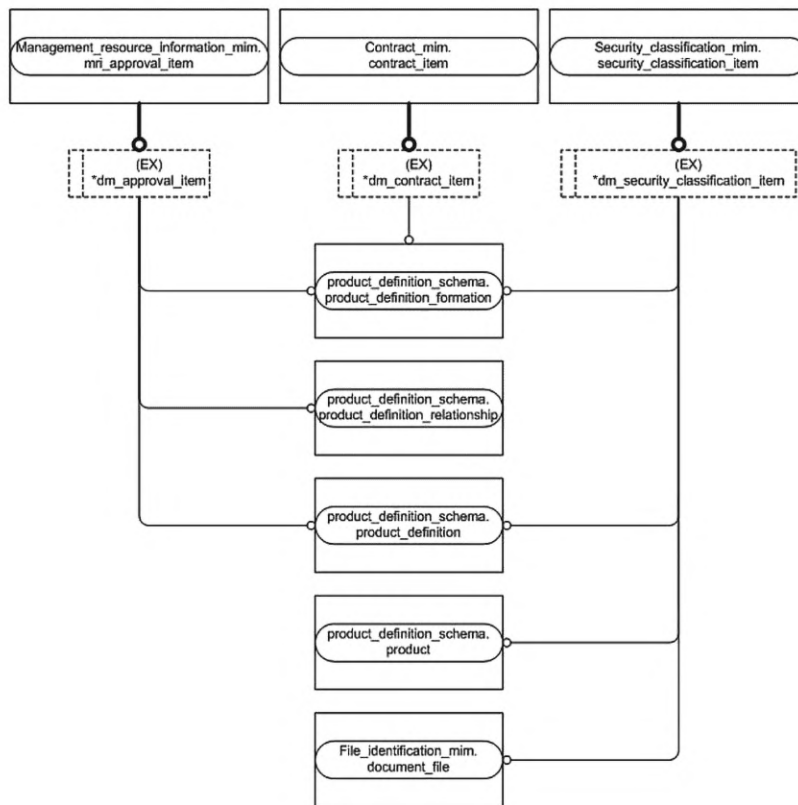 Management_resource_information_mim.
mri_approval_item
Contract_mim.
contract_item
Security_classification_mim.
security_classification_item
(EX)
*dm_approval_item
(EX)
*dm_contract_item
(EX)
*dm_security_classification_item
product_definition_schema.
product_definition_formation
product_definition_schema.
product_definition_relationship
product_definition_schema.
product_definition
product_definition_schema.
product
File_identification_mim.
document_file